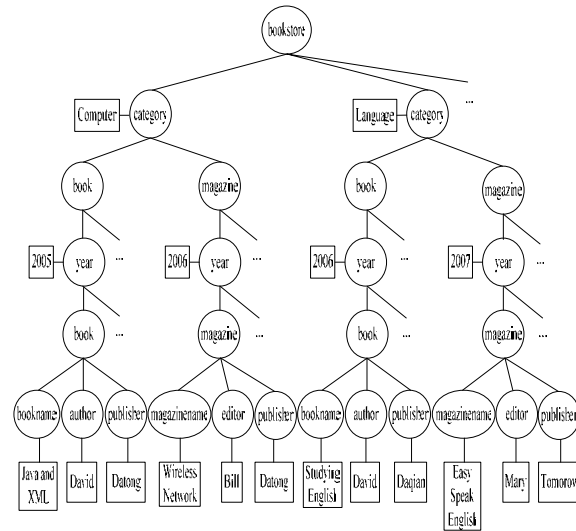 bookstore
...
Computer
category
Language
category
book
magazine
book
magazine
2005
year
...
2006
year
...
2006
year
...
2007
year
...
book
...
magazine
...
book
...
magazine
...
bookname
author
publisher
magazinename
editor
publisher
bookname
author
publisher
magazinename
editor
publisher
Java and
XML
David
Datong
Wireless
Network
Bill
Datong
Studying
English
David
Daqian
Easy
Speak
English
Mary
Tomorow